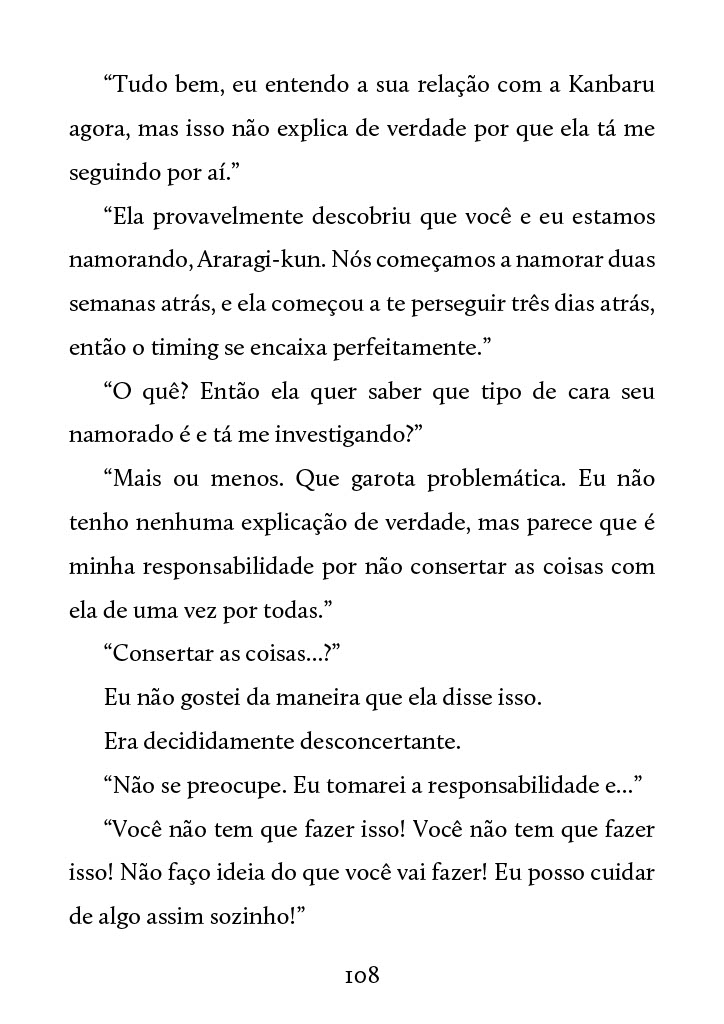 “Tudo bem, eu entendo a sua relação com a Kanbaru
agora, mas isso não explica de verdade por que ela tá me
seguindo por aí.”
“Ela provavelmente descobriu que você e eu estamos
namorando, Araragi-kun. Nós começamos a namorar duas
semanas atrás, e ela começou a te perseguir três dias atrás,
então o timing se encaixa perfeitamente.”
“O quê? Então ela quer saber que tipo de cara seu
namorado é e tá me investigando?”
“Mais ou menos. Que garota problemática. Eu não
tenho nenhuma explicação de verdade, mas parece que é
minha responsabilidade por não consertar as coisas com
ela de uma vez por todas.”
“Consertar as coisas...?”
Eu não gostei da maneira que ela disse isso.
Era decididamente desconcertante.
“Não se preocupe. Eu tomarei a responsabilidade e...”
“Você não tem que fazer isso! Você não tem que fazer
isso! Não faço ideia do que você vai fazer! Eu posso cuidar
de algo assim sozinho!”
108